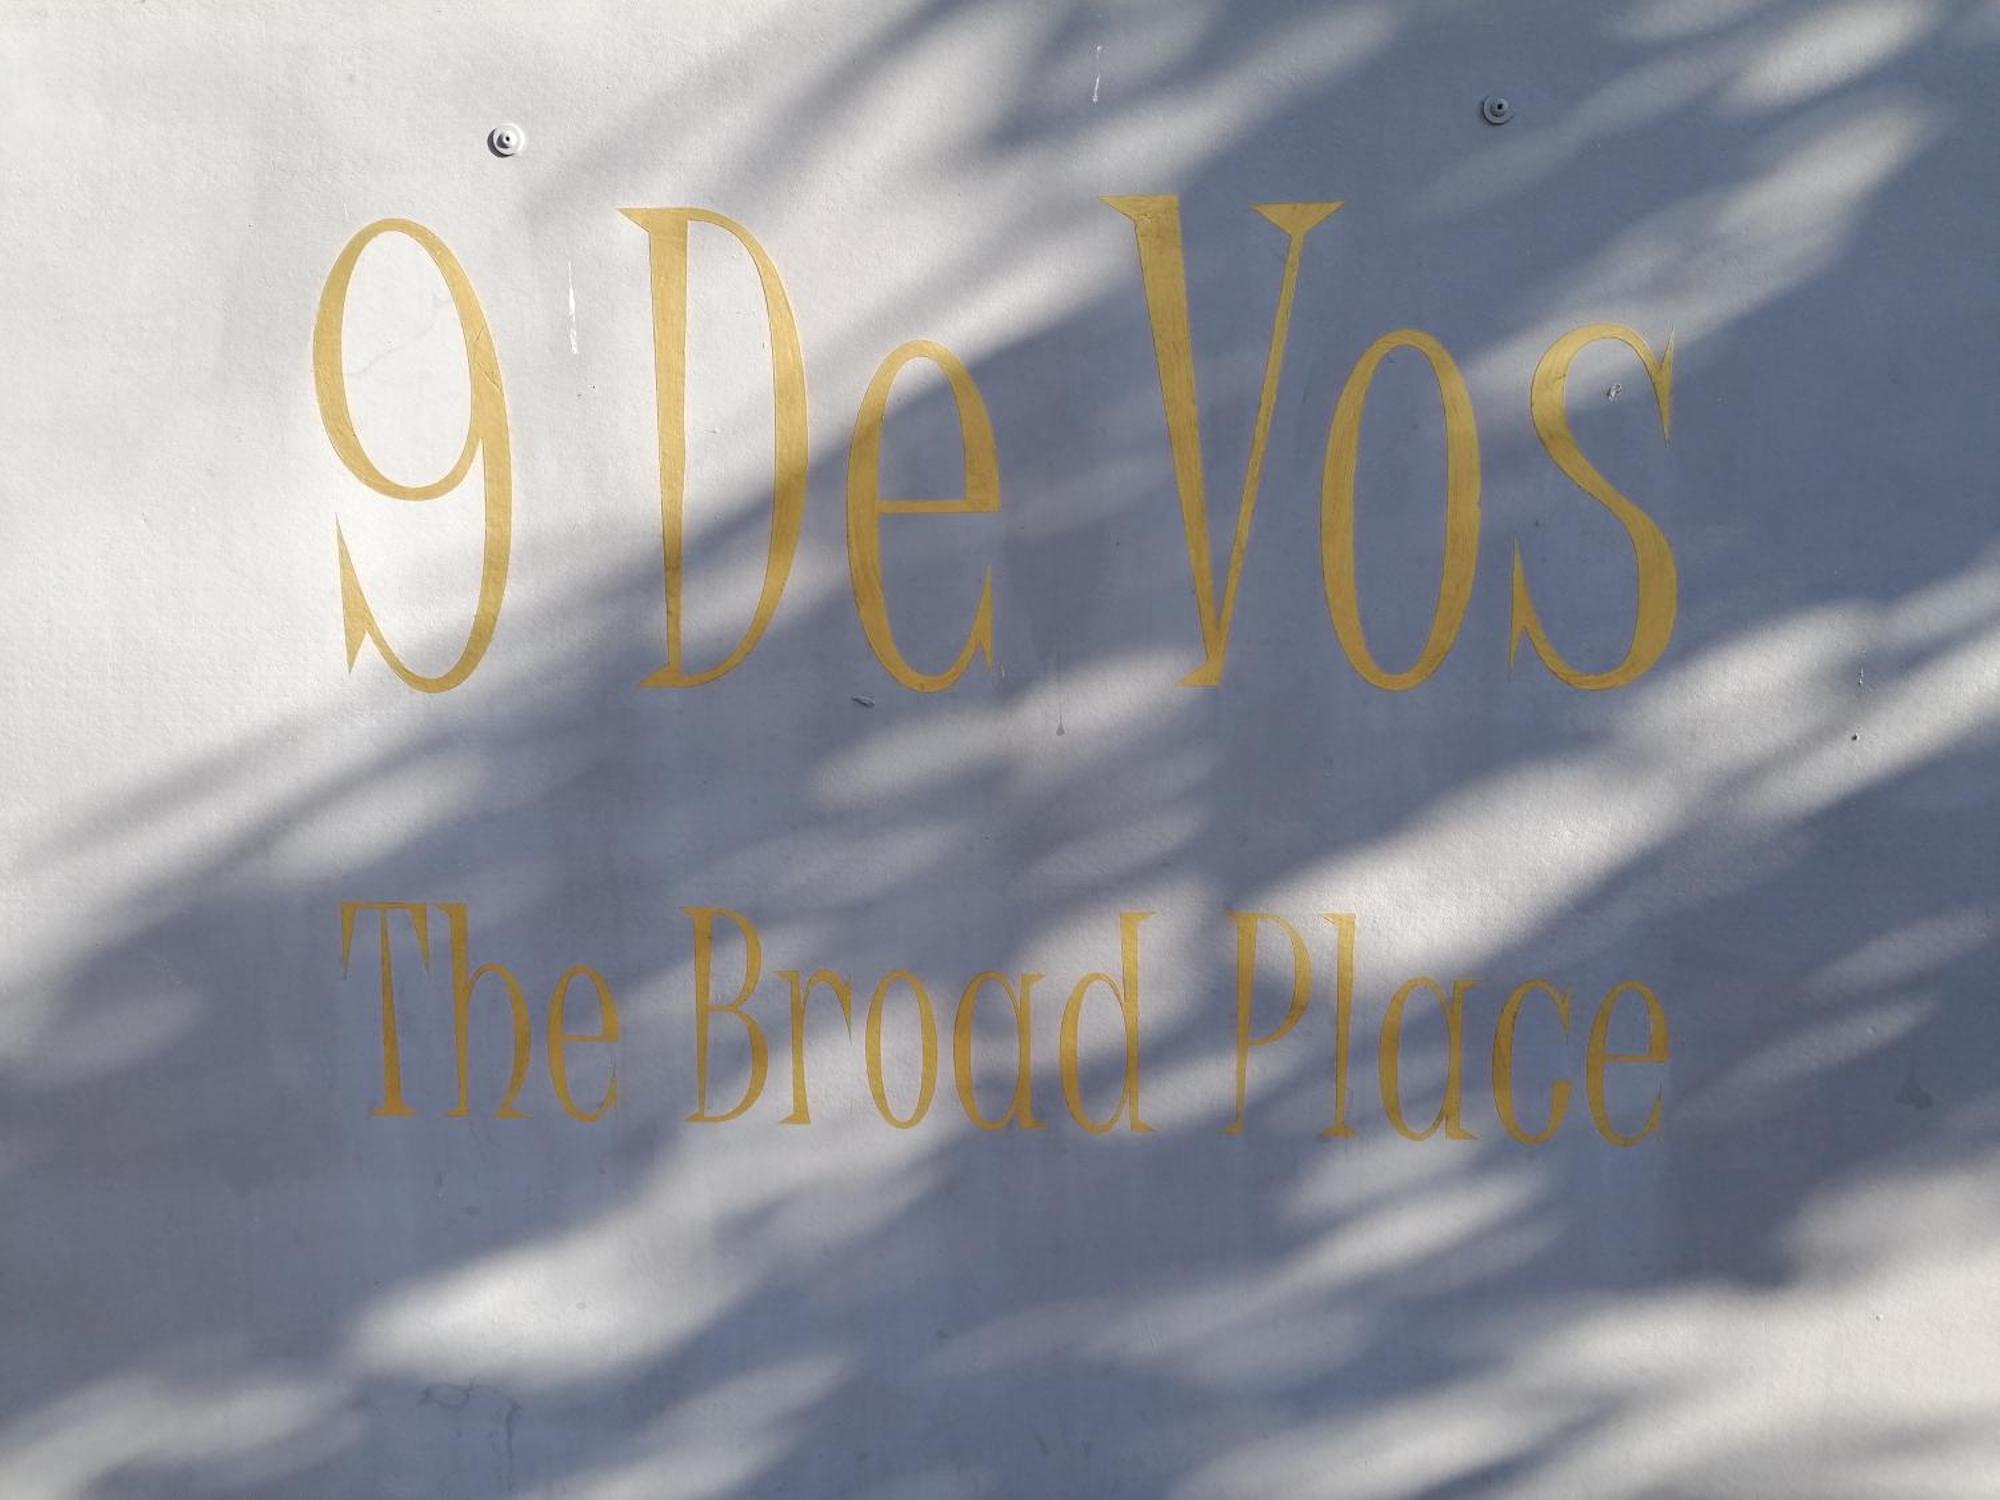 9 De Vos
The Broad Place